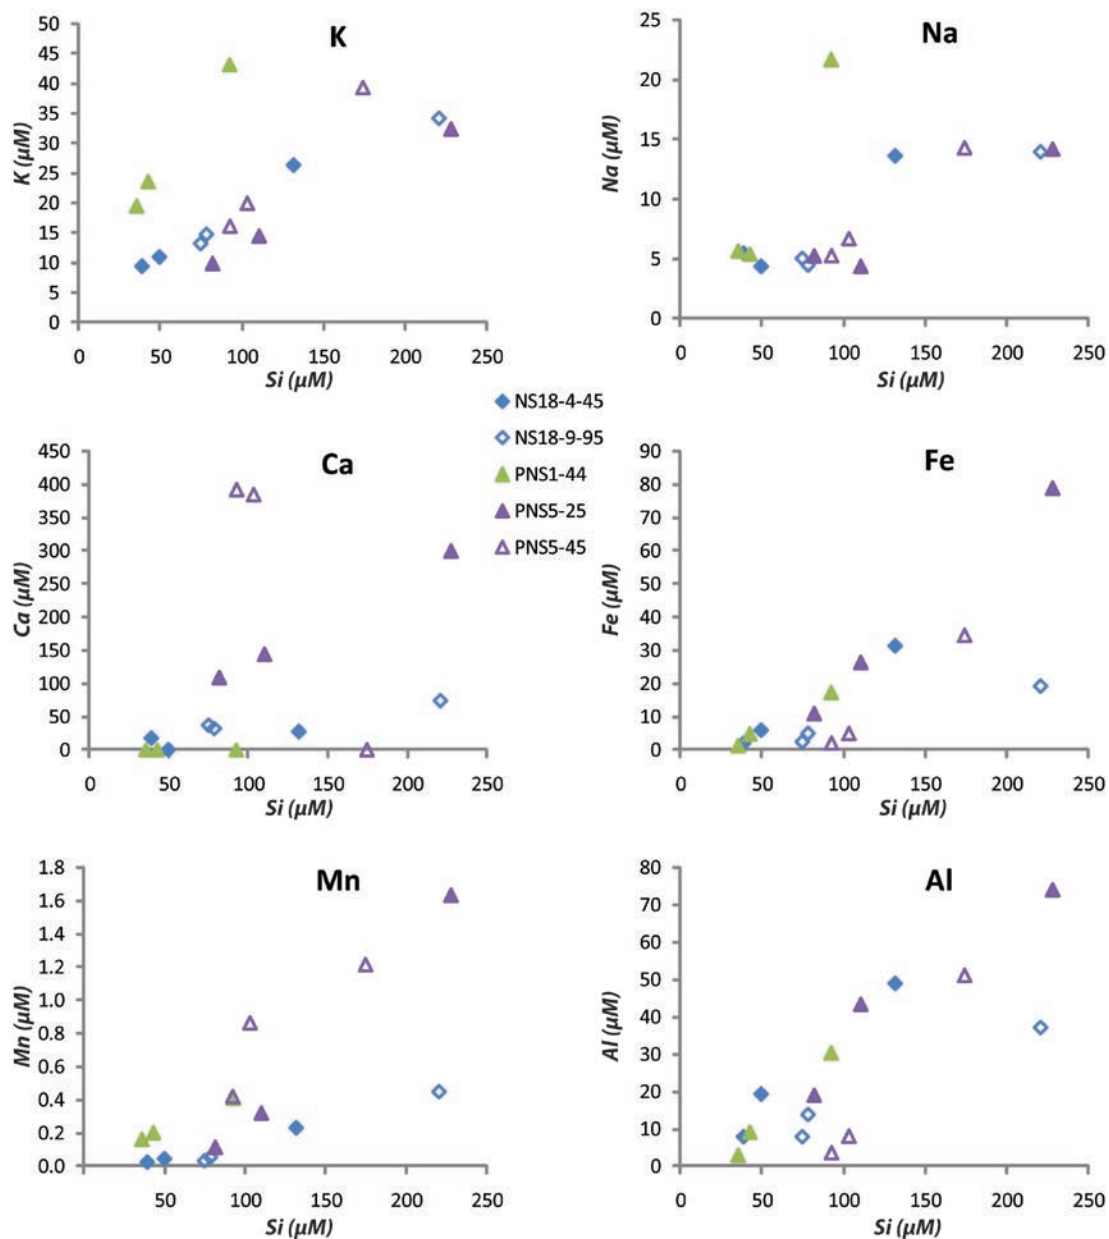 K
50
45
40
35
30
25
20
15
10
5
0
K (µM)
0 50 100 150 200 250
Si (µM)
Na
25
20
15
10
5
0
Na (µM)
0 50 100 150 200 250
Si (µM)
NS18-4-45
NS18-9-95
PNS1-44
PNS5-25
PNS5-45
Ca
450
400
350
300
250
200
150
100
50
0
Ca (µM)
0 50 100 150 200 250
Si (µM)
Fe
90
80
70
60
50
40
30
20
10
0
Fe (µM)
0 50 100 150 200 250
Si (µM)
Mn
1.8
1.6
1.4
1.2
1.0
0.8
0.6
0.4
0.2
0.0
Mn (µM)
50 100 150 200 250
Si (µM)
Al
80
70
60
50
40
30
20
10
0
Al (µM)
0 50 100 150 200 250
Si (µM)